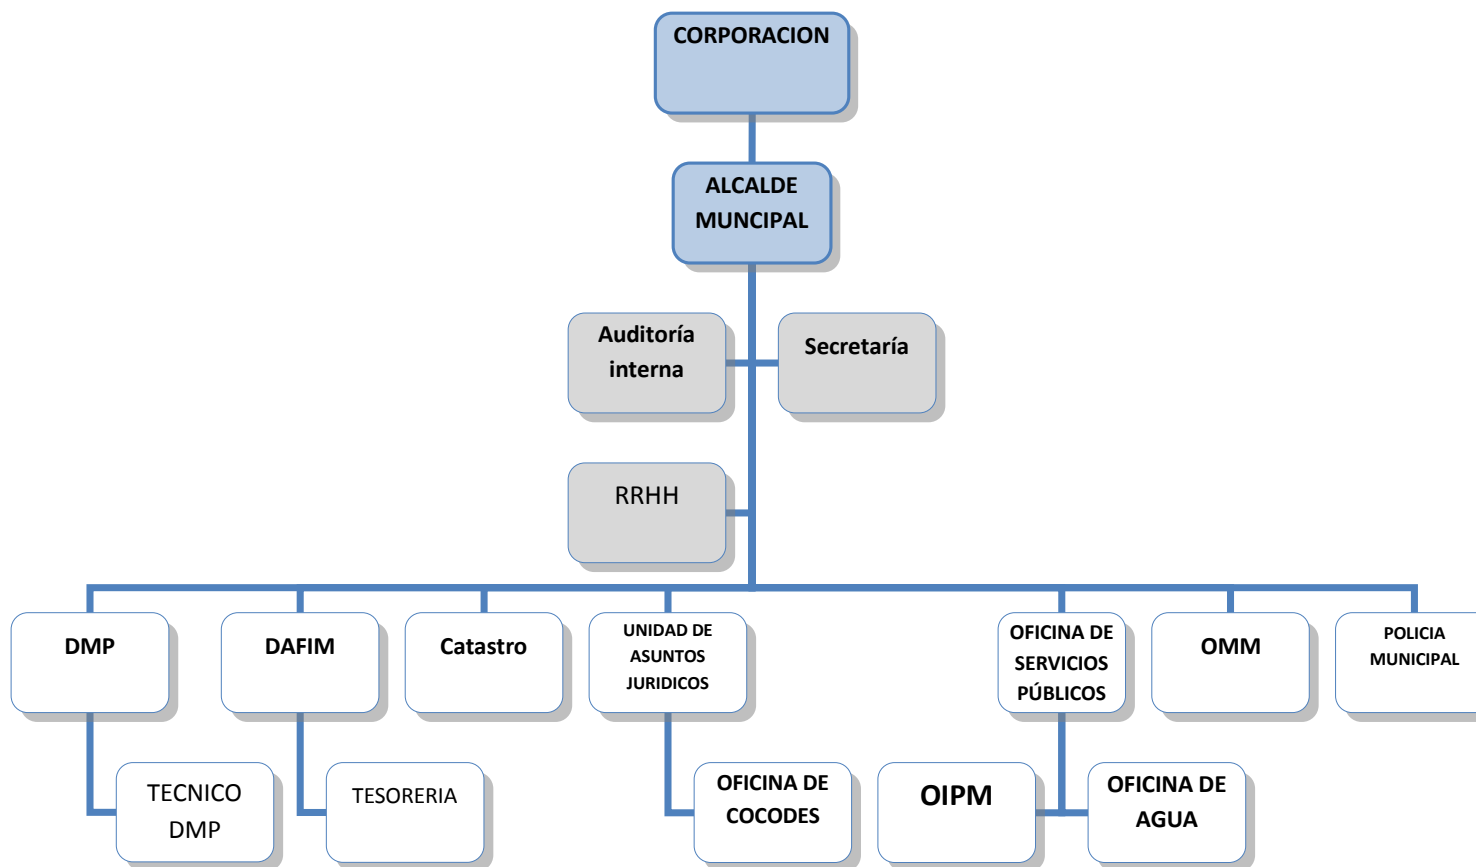 CORPORACION
ALCALDE
MUNCIPAL
Auditoría
interna
Secretaría
RRHH
DMP
DAFIM
Catastro
UNIDAD DE
ASUNTOS
JURIDICOS
OFICINA DE
SERVICIOS
PÚBLICOS
OMM
POLICIA
MUNICIPAL
TECNICO
DMP
TESORERIA
OFICINA DE
COCODES
OIPM
OFICINA DE
AGUA